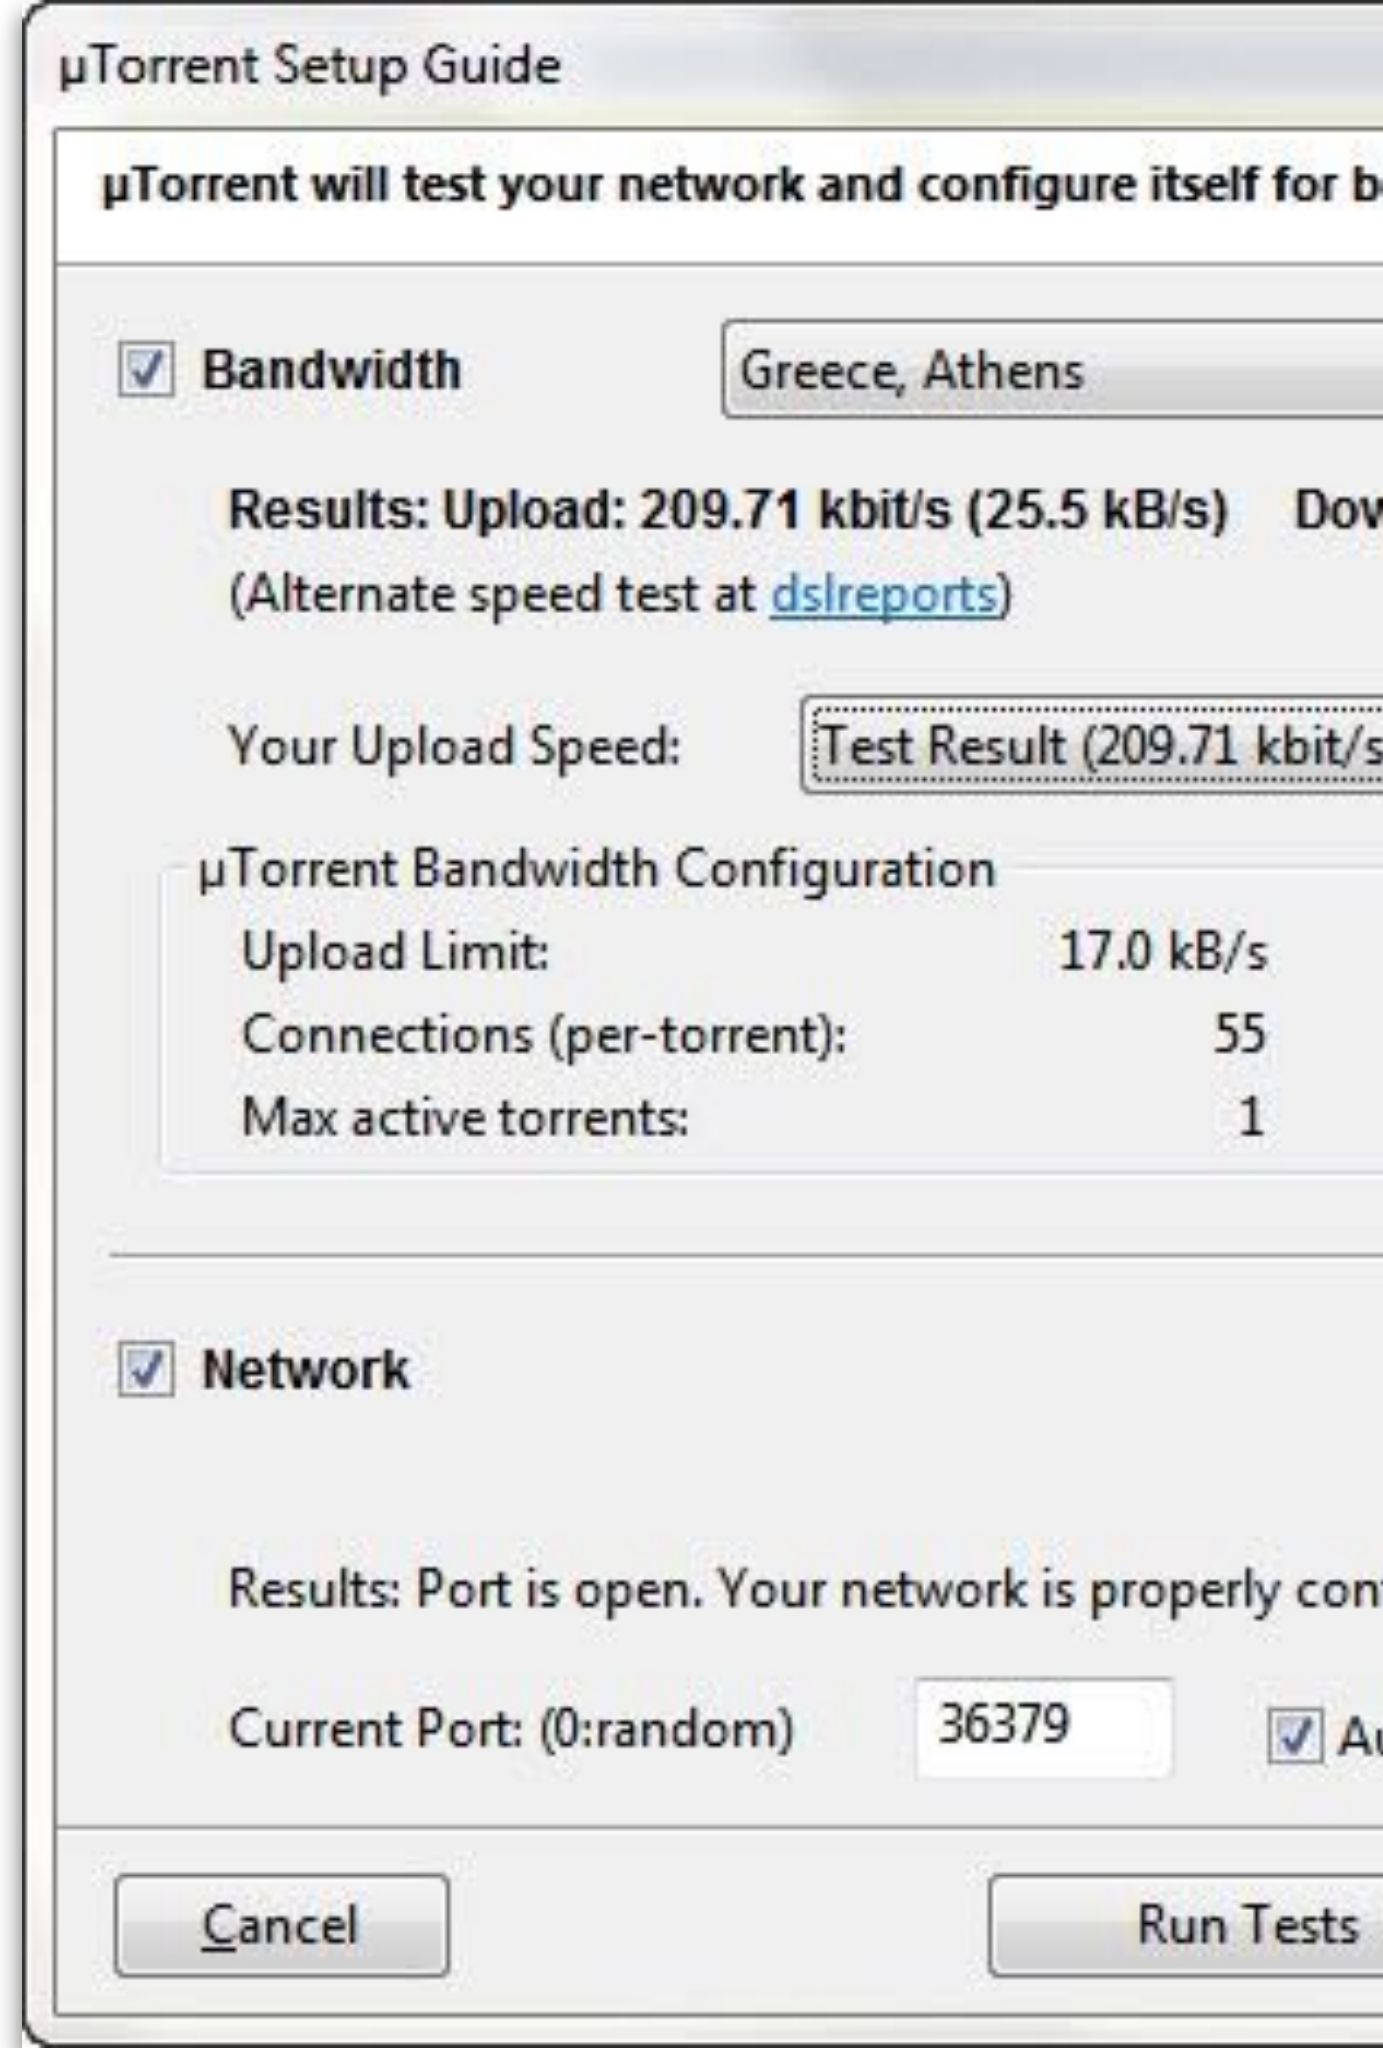 µTorrent Setup Guide
µTorrent will test your network and configure itself for
Bandwidth
Greece, Athens
Results: Upload: 209.71 kbit/s (25.5 kB/s)
(Alternate speed test at dslreports)
Your Upload Speed:
Test Result (209.71 kbit/s
µTorrent Bandwidth Configuration
Upload Limit: 17.0 kB/s
Connections (per-torrent): 55
Max active torrents: 1
Network
Results: Port is open. Your network is properly
Current Port: (0:random) 36379
Cancel
Run Tests